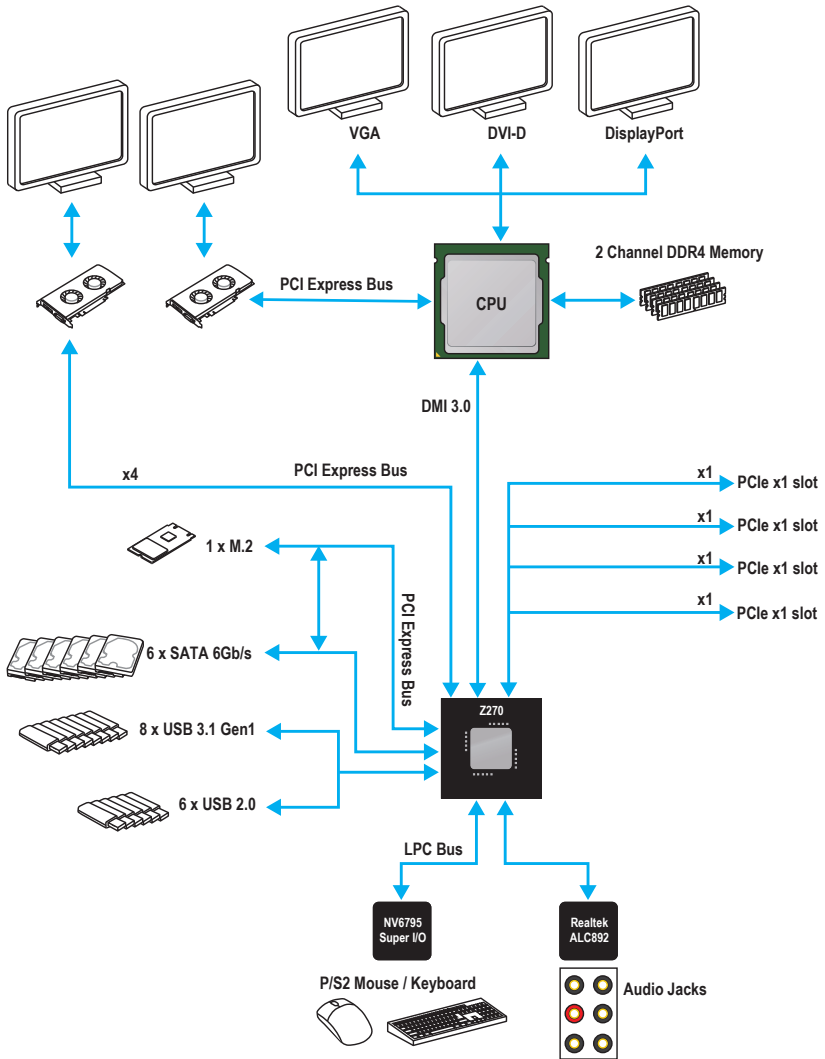 VGA
DVI-D
DisplayPort
2 Channel DDR4 Memory
PCI Express Bus
CPU
DMI 3.0
x4
PCI Express Bus
x1
PCIe x1 slot
x1
PCIe x1 slot
1 x M.2
x1
PCIe x1 slot
PCI Express Bus
x1
PCIe x1 slot
6 x SATA 6Gb/s
Z270
8 x USB 3.1 Gen1
6 x USB 2.0
LPC Bus
NV6795
Super I/O
Realtek
ALC892
P/S2 Mouse / Keyboard
Audio Jacks